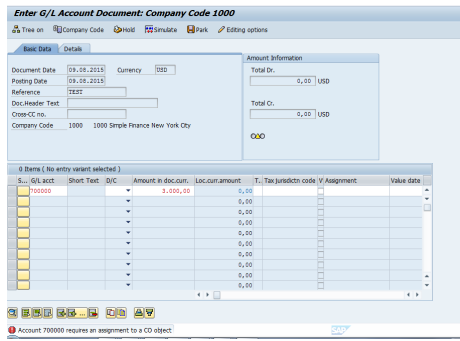 Enter G/L Account Document: Company Code 1000
Tree on Company Code Hold Simulate Park Editing options
Basic Data Details
Document Date 09.08.2015 Currency USD
Posting Date 09.08.2015
Reference TEST
Doc.Header Text
Cross-CC no.
Company Code 1000 1000 Simple Finance New York City
Amount Information
Total Dr.
0,00 USD
Total Cr.
0,00 USD
0 Items ( No entry variant selected )
S... G/L acct Short Text D/C Amount in doc.curr. Loc.curr.amount T.. Tax jurisdictn code V Assignment Value date
700000 3.000,00 0,00
0,00
0,00
0,00
0,00
0,00
0,00
0,00
0,00
0,00
Account 700000 requires an assignment to a CO object
SAP